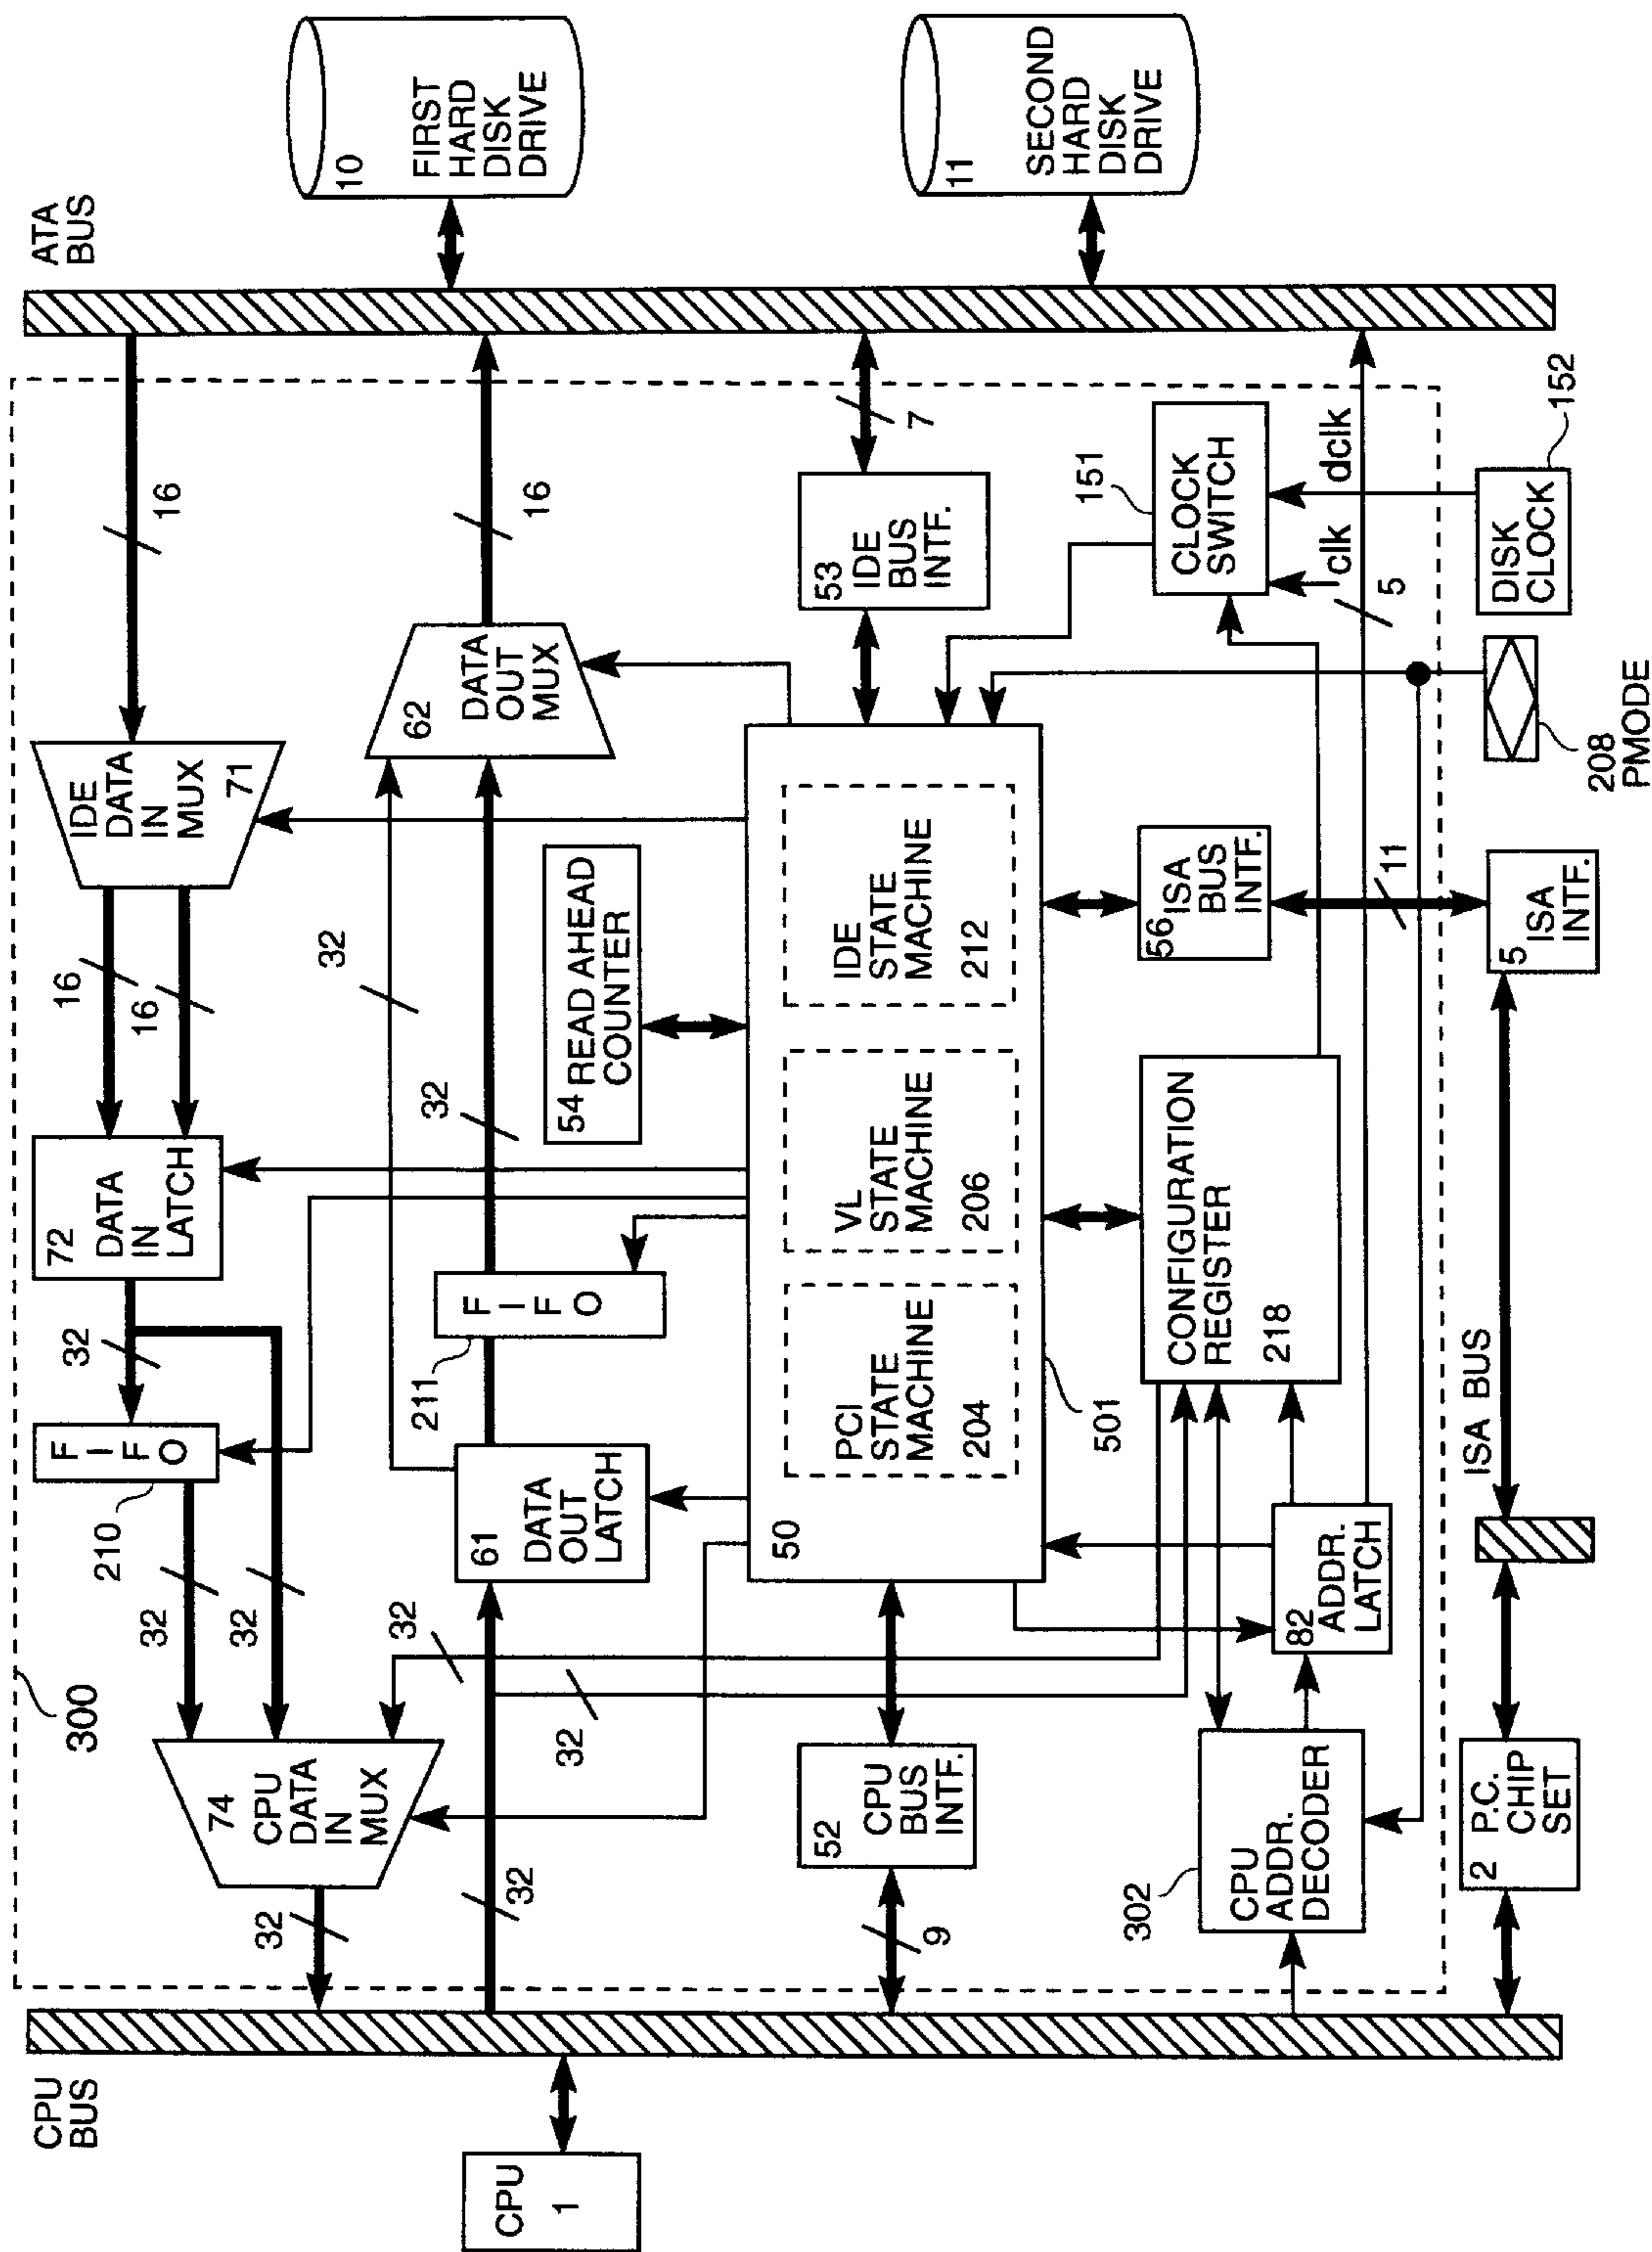 CPU
BUS
CPU
1
ATA
BUS
10
FIRST
HARD
DISK
DRIVE
11
SECOND
HARD
DISK
DRIVE
300
32
74
CPU
DATA
IN
MUX
32
32
210
F
I
F
O
32
72
DATA
IN
LATCH
16
16
IDE
DATA
IN
MUX
71
16
32
32
32
61
DATA
OUT
LATCH
211
F
I
F
O
32
32
62
DATA
OUT
MUX
16
54 READ AHEAD
COUNTER
9
52
CPU
BUS
INTF.
50
PCI
STATE
MACHINE
204
VL
STATE
MACHINE
206
IDE
STATE
MACHINE
212
501
53
IDE
BUS
INTF.
7
302
CPU
ADDR.
DECODER
82
ADDR.
LATCH
CONFIGURATION
REGISTER
218
56
ISA
BUS
INTF.
11
151
CLOCK
SWITCH
clk
dclk
5
2
P.C.
CHIP
SET
ISA BUS
5
ISA
INTF.
208
PMODE
DISK
CLOCK
152